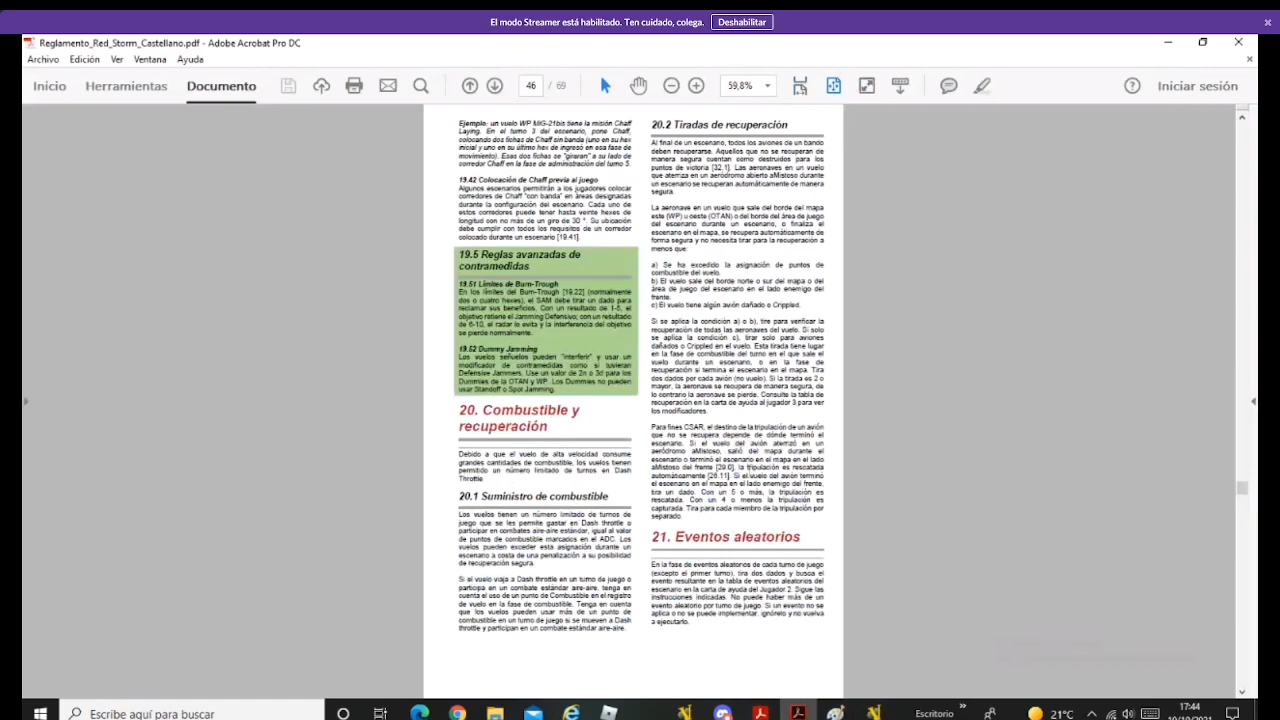 El modo Streamer está habilitado. Ten cuidado, colega.
Deshabilitar
Reglamento_Red_Storm_Castellano.pdf - Adobe Acrobat Pro DC
Archivo Edición Ver Ventana Ayuda
Inicio Herramientas Documento
46 / 69
59,8%
Iniciar sesión
Ejemplo: un vuelo WP MiG-21bis tiene la misión Chaff
Laying. En el turno 3 del escenario, pone Chaff,
colocando dos fichas de Chaff sin banda (uno en su hex
inicial y uno en su último hex de ingreso en esa fase de
movimiento). Esas dos fichas se "giraran" a su lado de
corredor Chaff en la fase de administración del turno 5.
19.42 Colocación de Chaff previa al juego
Algunos escenarios permitirán a los jugadores colocar
corredores de Chaff "con banda" en áreas designadas
durante la configuración del escenario. Cada uno de
estos corredores puede tener hasta veinte hexes de
longitud con no más de un giro de 30 °. Su ubicación
debe cumplir con todos los requisitos de un corredor
colocado durante un escenario [19.41].
19.5 Reglas avanzadas de
contramedidas
19.51 Límites de Burn-Trough
En los límites del Burn-Trough [19.22] (normalmente
dos o cuatro hexes), el SAM debe tirar un dado para
reclamar sus beneficios. Con un resultado de 1-5, el
objetivo retiene el Jamming Defensivo; con un resultado
de 6-10, el radar lo evita y la interferencia del objetivo
se pierde normalmente.
19.52 Dummy Jamming
Los vuelos señuelos pueden "interferir" y usar un
modificador de contramedidas como si tuvieran
Defensive Jammers. Use un valor de 2n o 3d para los
Dummies de la OTAN y WP. Los Dummies no pueden
usar Standoff o Spot Jamming.
20. Combustible y
recuperación
Debido a que el vuelo de alta velocidad consume
grandes cantidades de combustible, los vuelos tienen
permitido un número limitado de turnos en Dash
Throttle
20.1 Suministro de combustible
Los vuelos tienen un número limitado de turnos de
juego que se les permite gastar en Dash throttle o
participar en combates aire-aire estándar, igual al valor
de puntos de combustible marcados en el ADC. Los
vuelos pueden exceder esta asignación durante un
escenario a costa de una penalización a su posibilidad
de recuperación segura.
Si el vuelo viaja a Dash throttle en un turno de juego o
participa en un combate estándar aire-aire, tenga en
cuenta el uso de un punto de Combustible en el registro
de vuelo en la fase de combustible. Tenga en cuenta
que los vuelos pueden usar más de un punto de
combustible en un turno de juego si se mueven a Dash
throttle y participan en un combate estándar aire-aire.
20.2 Tiradas de recuperación
Al final de un escenario, todos los aviones de un bando
deben recuperarse. Aquellos que no se recuperan de
manera segura cuentan como destruidos para los
puntos de victoria [32.1]. Las aeronaves en un vuelo
que aterriza en un aeródromo abierto aMistoso durante
un escenario se recuperan automáticamente de manera
segura.
La aeronave en un vuelo que sale del borde del mapa
este (WP) u oeste (OTAN) o del borde del área de juego
del escenario durante un escenario, o finaliza el
escenario en el mapa, se recupera automáticamente de
forma segura y no necesita tirar para la recuperación a
menos que:
a) Se ha excedido la asignación de puntos de
combustible del vuelo.
b) El vuelo sale del borde norte o sur del mapa o del
área de juego del escenario en el lado enemigo del
frente.
c) El vuelo tiene algún avión dañado o Crippled.
Si se aplica la condición a) o b), tire para verificar la
recuperación de todas las aeronaves del vuelo. Si solo
se aplica la condición c), tirar solo para aviones
dañados o Crippled en el vuelo. Esta tirada tiene lugar
en la fase de combustible del turno en el que sale el
vuelo durante un escenario, o en la fase de
recuperación si termina el escenario en el mapa. Tira
dos dados por cada avión (no vuelo). Si la tirada es 2 o
mayor, la aeronave se recupera de manera segura, de
lo contrario la aeronave se pierde. Consulte la tabla de
recuperación en la carta de ayuda al jugador 3 para ver
los modificadores.
Para fines CSAR, el destino de la tripulación de un avión
que no se recupera depende de dónde terminó el
escenario. Si el vuelo del avión aterrizó en un
aeródromo aMistoso, salió del mapa durante el
escenario o terminó el escenario en el mapa en el lado
aMistoso del frente [29.0], la tripulación es rescatada
automáticamente [26.11]. Si el vuelo del avión terminó
el escenario en el mapa en el lado enemigo del frente,
tira un dado. Con un 5 o más, la tripulación es
rescatada. Con un 4 o menos la tripulación es
capturada. Tira para cada miembro de la tripulación por
separado.
21. Eventos aleatorios
En la fase de eventos aleatorios de cada turno de juego
(excepto el primer turno), tira dos dados y busca el
evento resultante en la tabla de eventos aleatorios del
escenario en la carta de ayuda del Jugador 2. Sigue las
instrucciones indicadas. No puede haber más de un
evento aleatorio por turno de juego. Si un evento no se
aplica o no se puede implementar, ignórelo y no vuelva
a ejecutarlo.
Escribe aquí para buscar
Escritorio
21°C
17:44